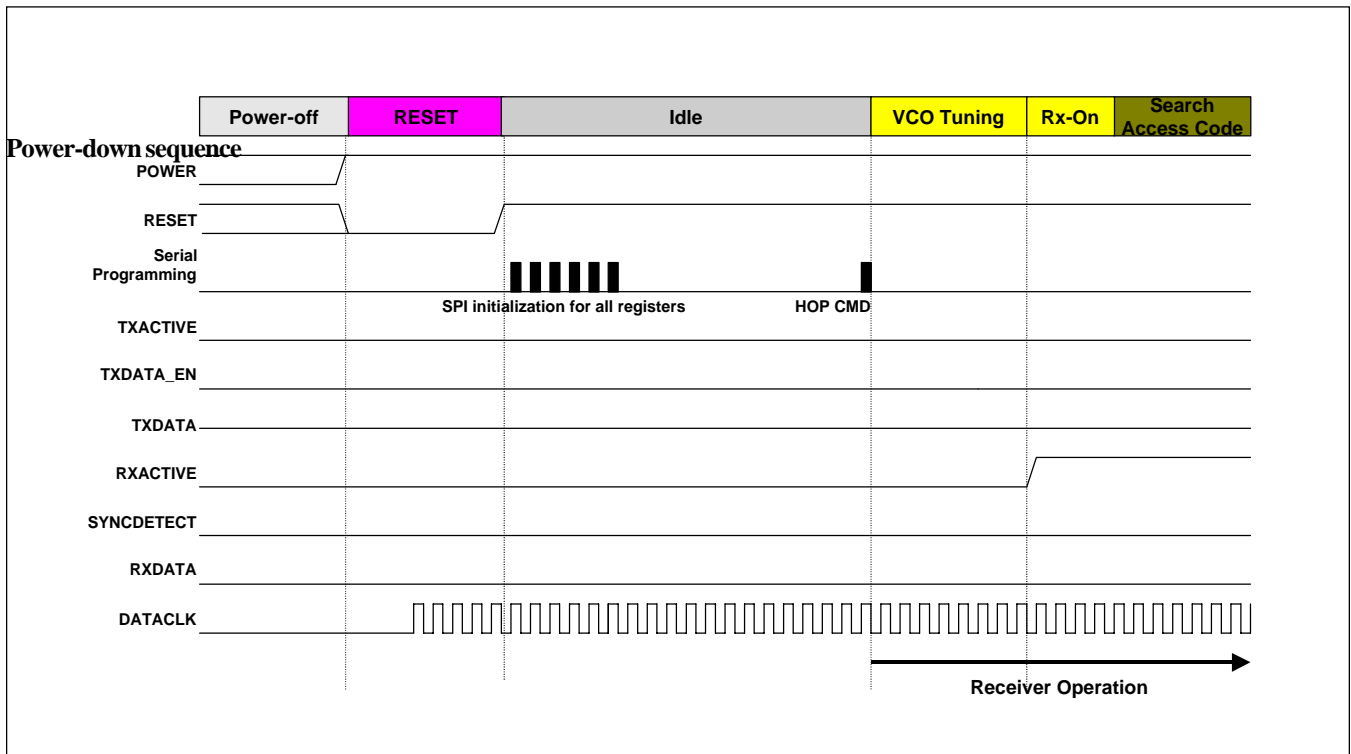 Power-off RESET Idle VCO Tuning Rx-On Search
Access Code
Power-down sequence
POWER
RESET
Serial
Programming
SPI initialization for all registers HOP CMD
TXACTIVE
TXDATA_EN
TXDATA
RXACTIVE
SYNCDETECT
RXDATA
DATACLK
Receiver Operation